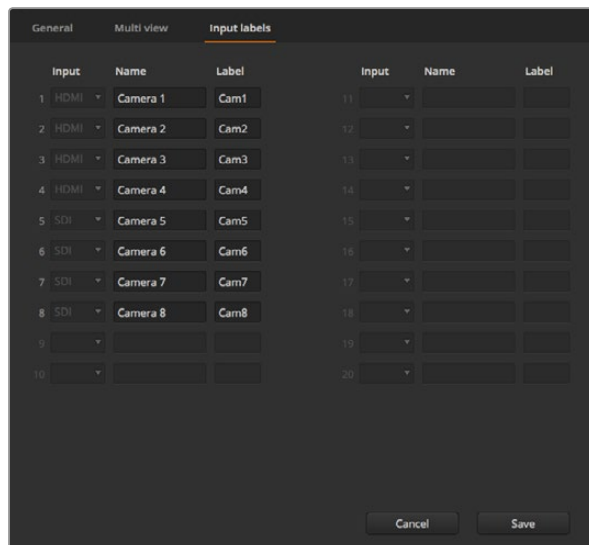 General Multi view Input labels
Input Name Label Input Name Label
1 HDMI Camera 1 Cam1 11
2 HDMI Camera 2 Cam2 12
3 HDMI Camera 3 Cam3 13
4 HDMI Camera 4 Cam4 14
5 SDI Camera 5 Cam5 15
6 SDI Camera 6 Cam6 16
7 SDI Camera 7 Cam7 17
8 SDI Camera 8 Cam8 18
9 19
10 20
Cancel Save